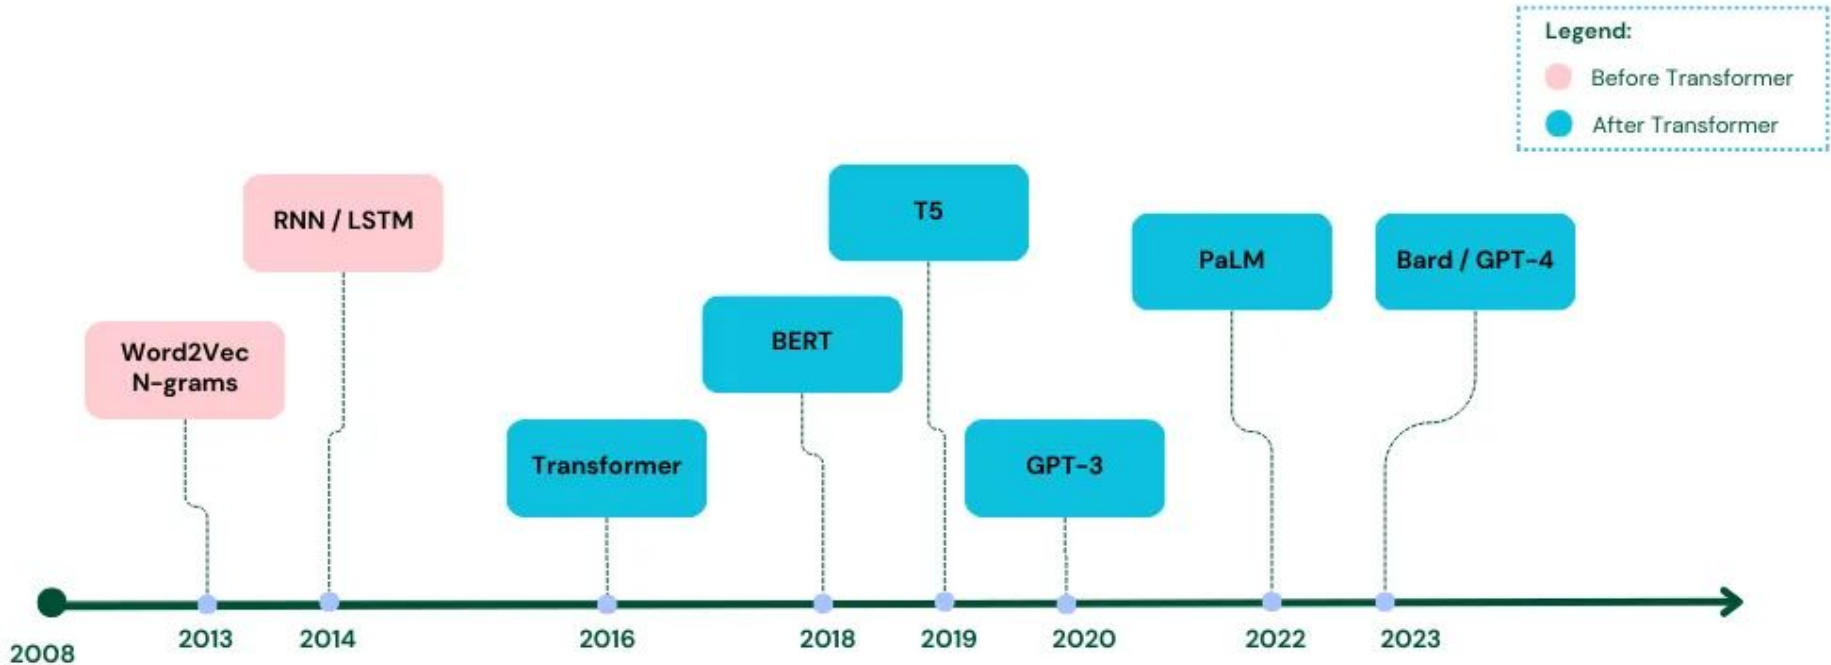 Legend:
Before Transformer
After Transformer
T5
RNN / LSTM
PaLM
Bard / GPT-4
BERT
Word2Vec
N-grams
Transformer
GPT-3
2008
2013
2014
2016
2018
2019
2020
2022
2023